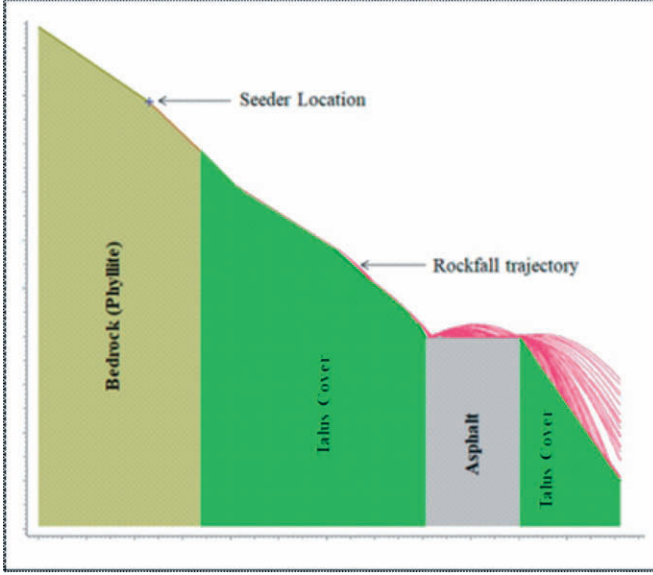 Seeder Location
Bedrock (Phyllite)
Rockfall trajectory
Talus Cover
Asphalt
Talus Cover